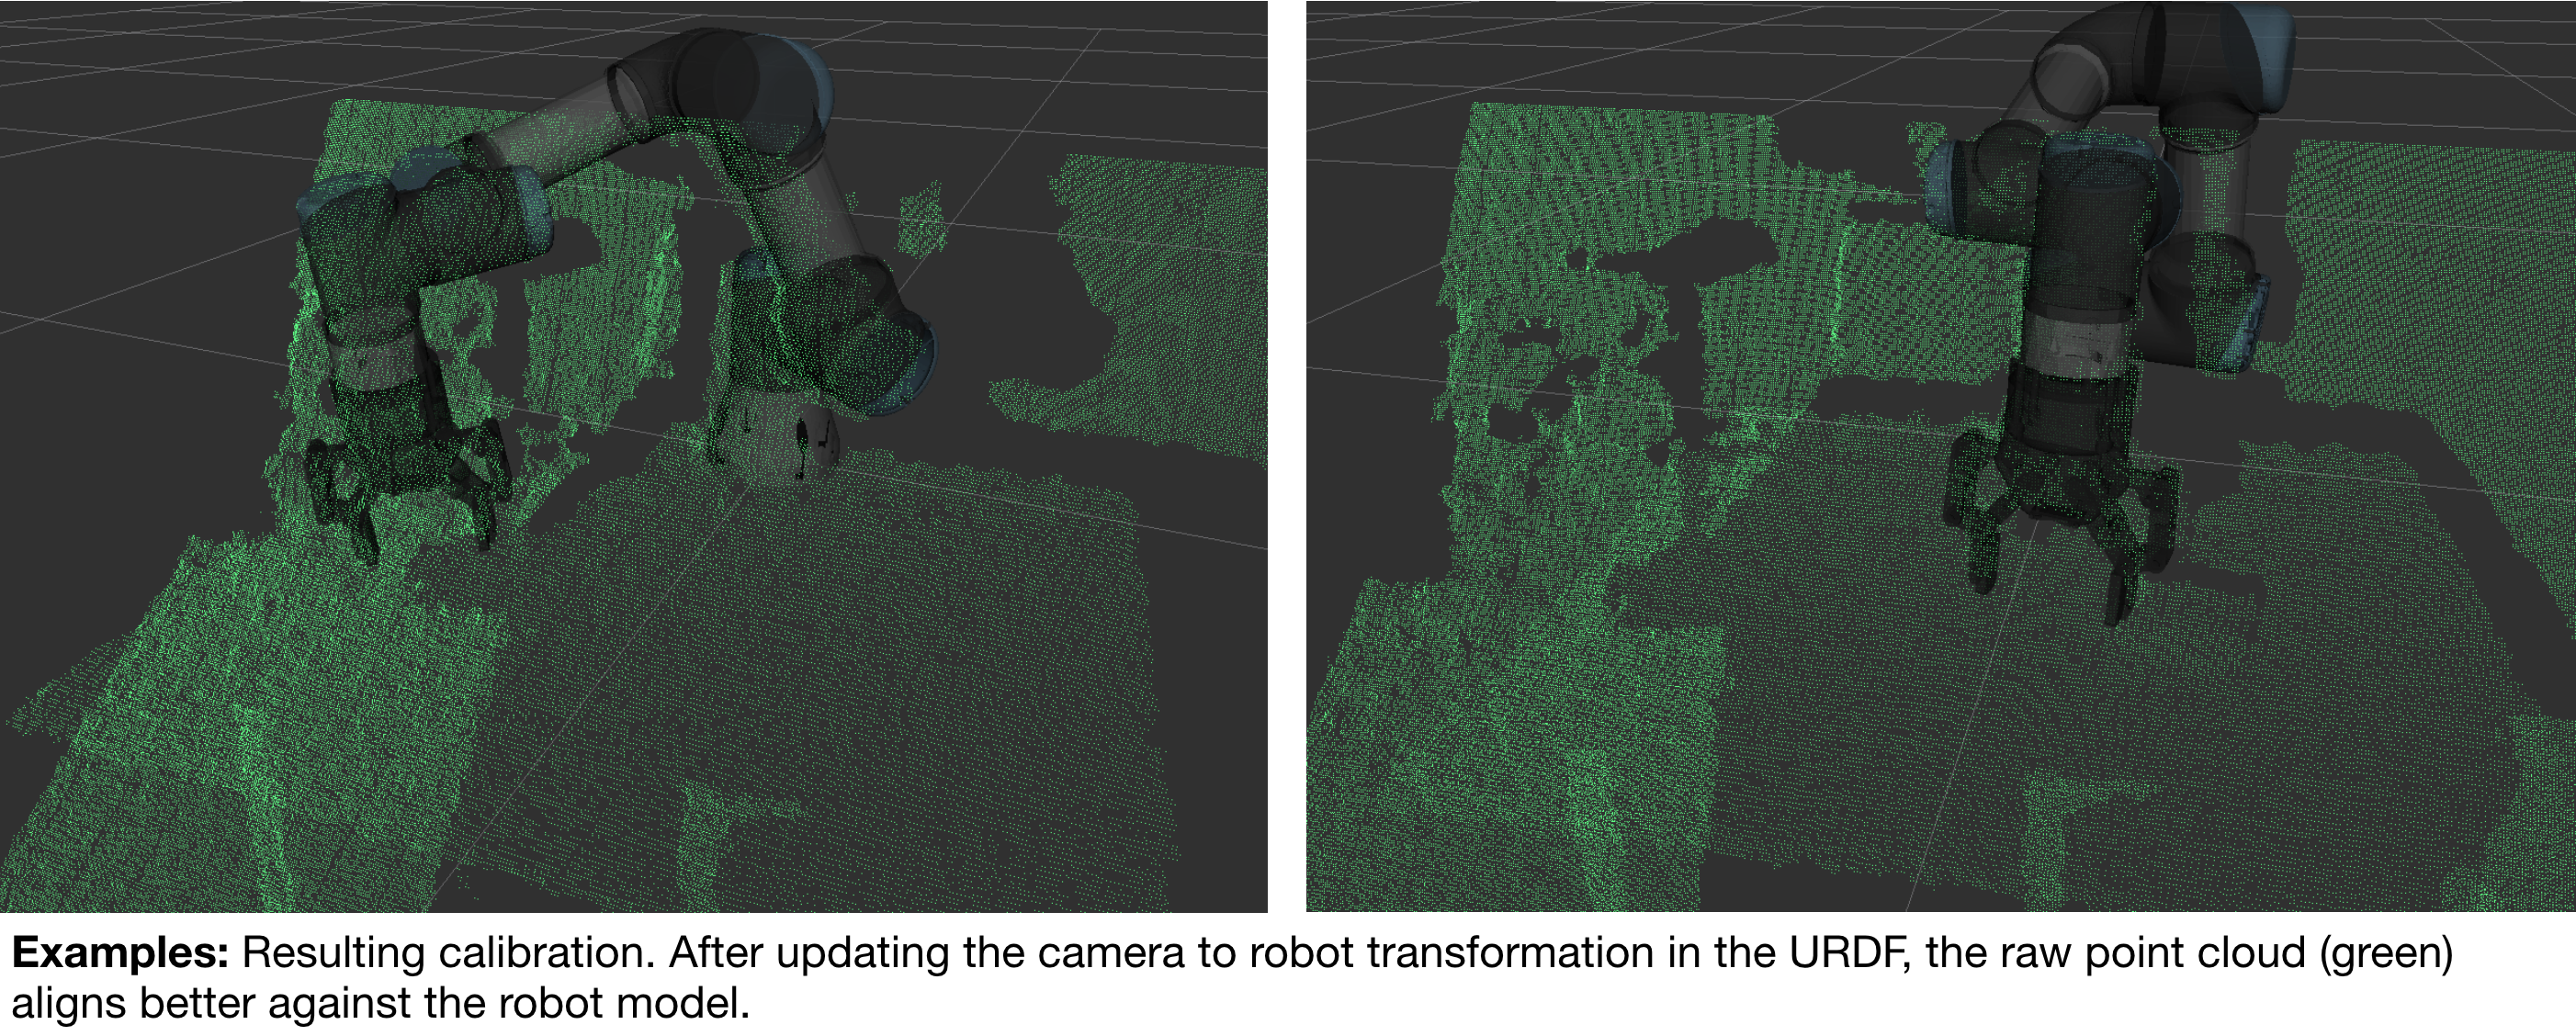 Examples: Resulting calibration. After updating the camera to robot transformation in the URDF, the raw point cloud (green)
aligns better against the robot model.